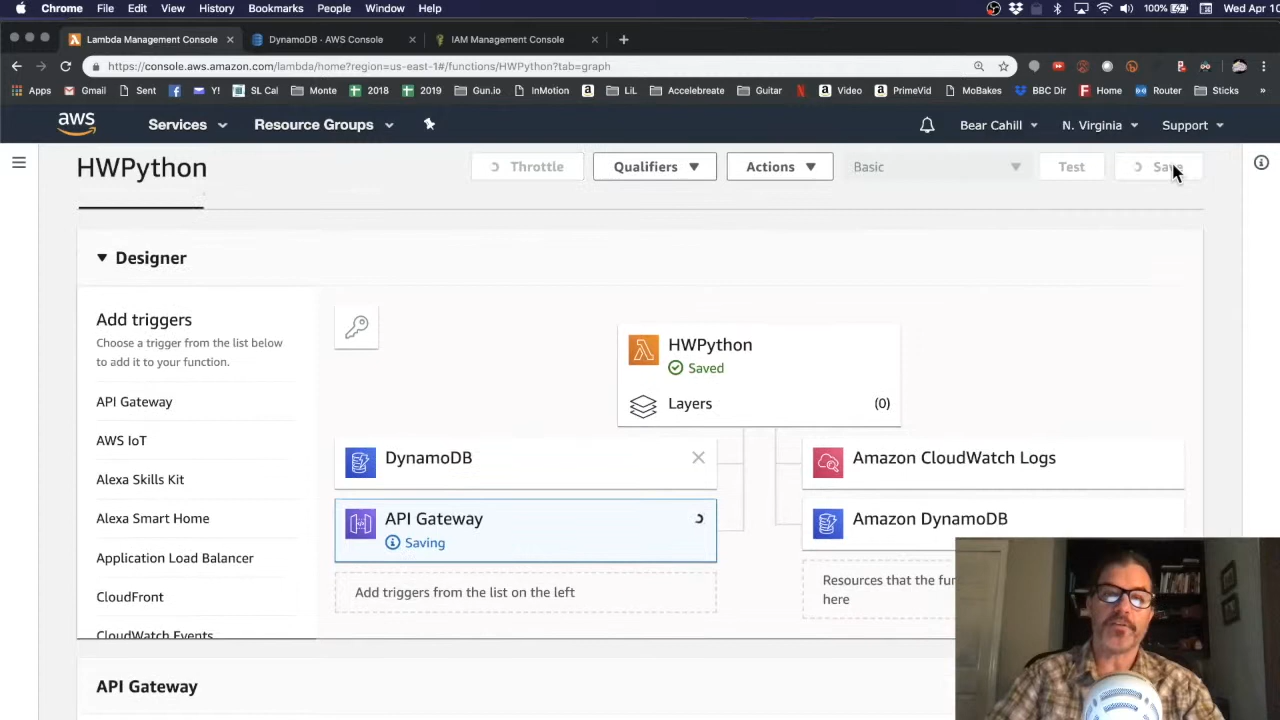 Chrome File Edit View History Bookmarks People Window Help 100% Wed Apr 10
Lambda Management Console DynamoDB - AWS Console IAM Management Console
https://console.aws.amazon.com/lambda/home?region=us-east-1#/functions/HWPython?tab=graph
Apps Gmail Sent Y! SL Cal Monte 2018 2019 Gun.io InMotion LiL Accelebreate Guitar Video PrimeVid MoBakes BBC Dir Home Router Sticks »
aws Services Resource Groups Bear Cahill N. Virginia Support
HWPython Throttle Qualifiers Actions Basic Test Save
Designer
Add triggers
Choose a trigger from the list below
to add it to your function.
API Gateway
AWS IoT
Alexa Skills Kit
Alexa Smart Home
Application Load Balancer
CloudFront
CloudWatch Events
HWPython
Saved
Layers (0)
DynamoDB
API Gateway
Saving
Add triggers from the list on the left
Amazon CloudWatch Logs
Amazon DynamoDB
Resources that the fun
here
API Gateway